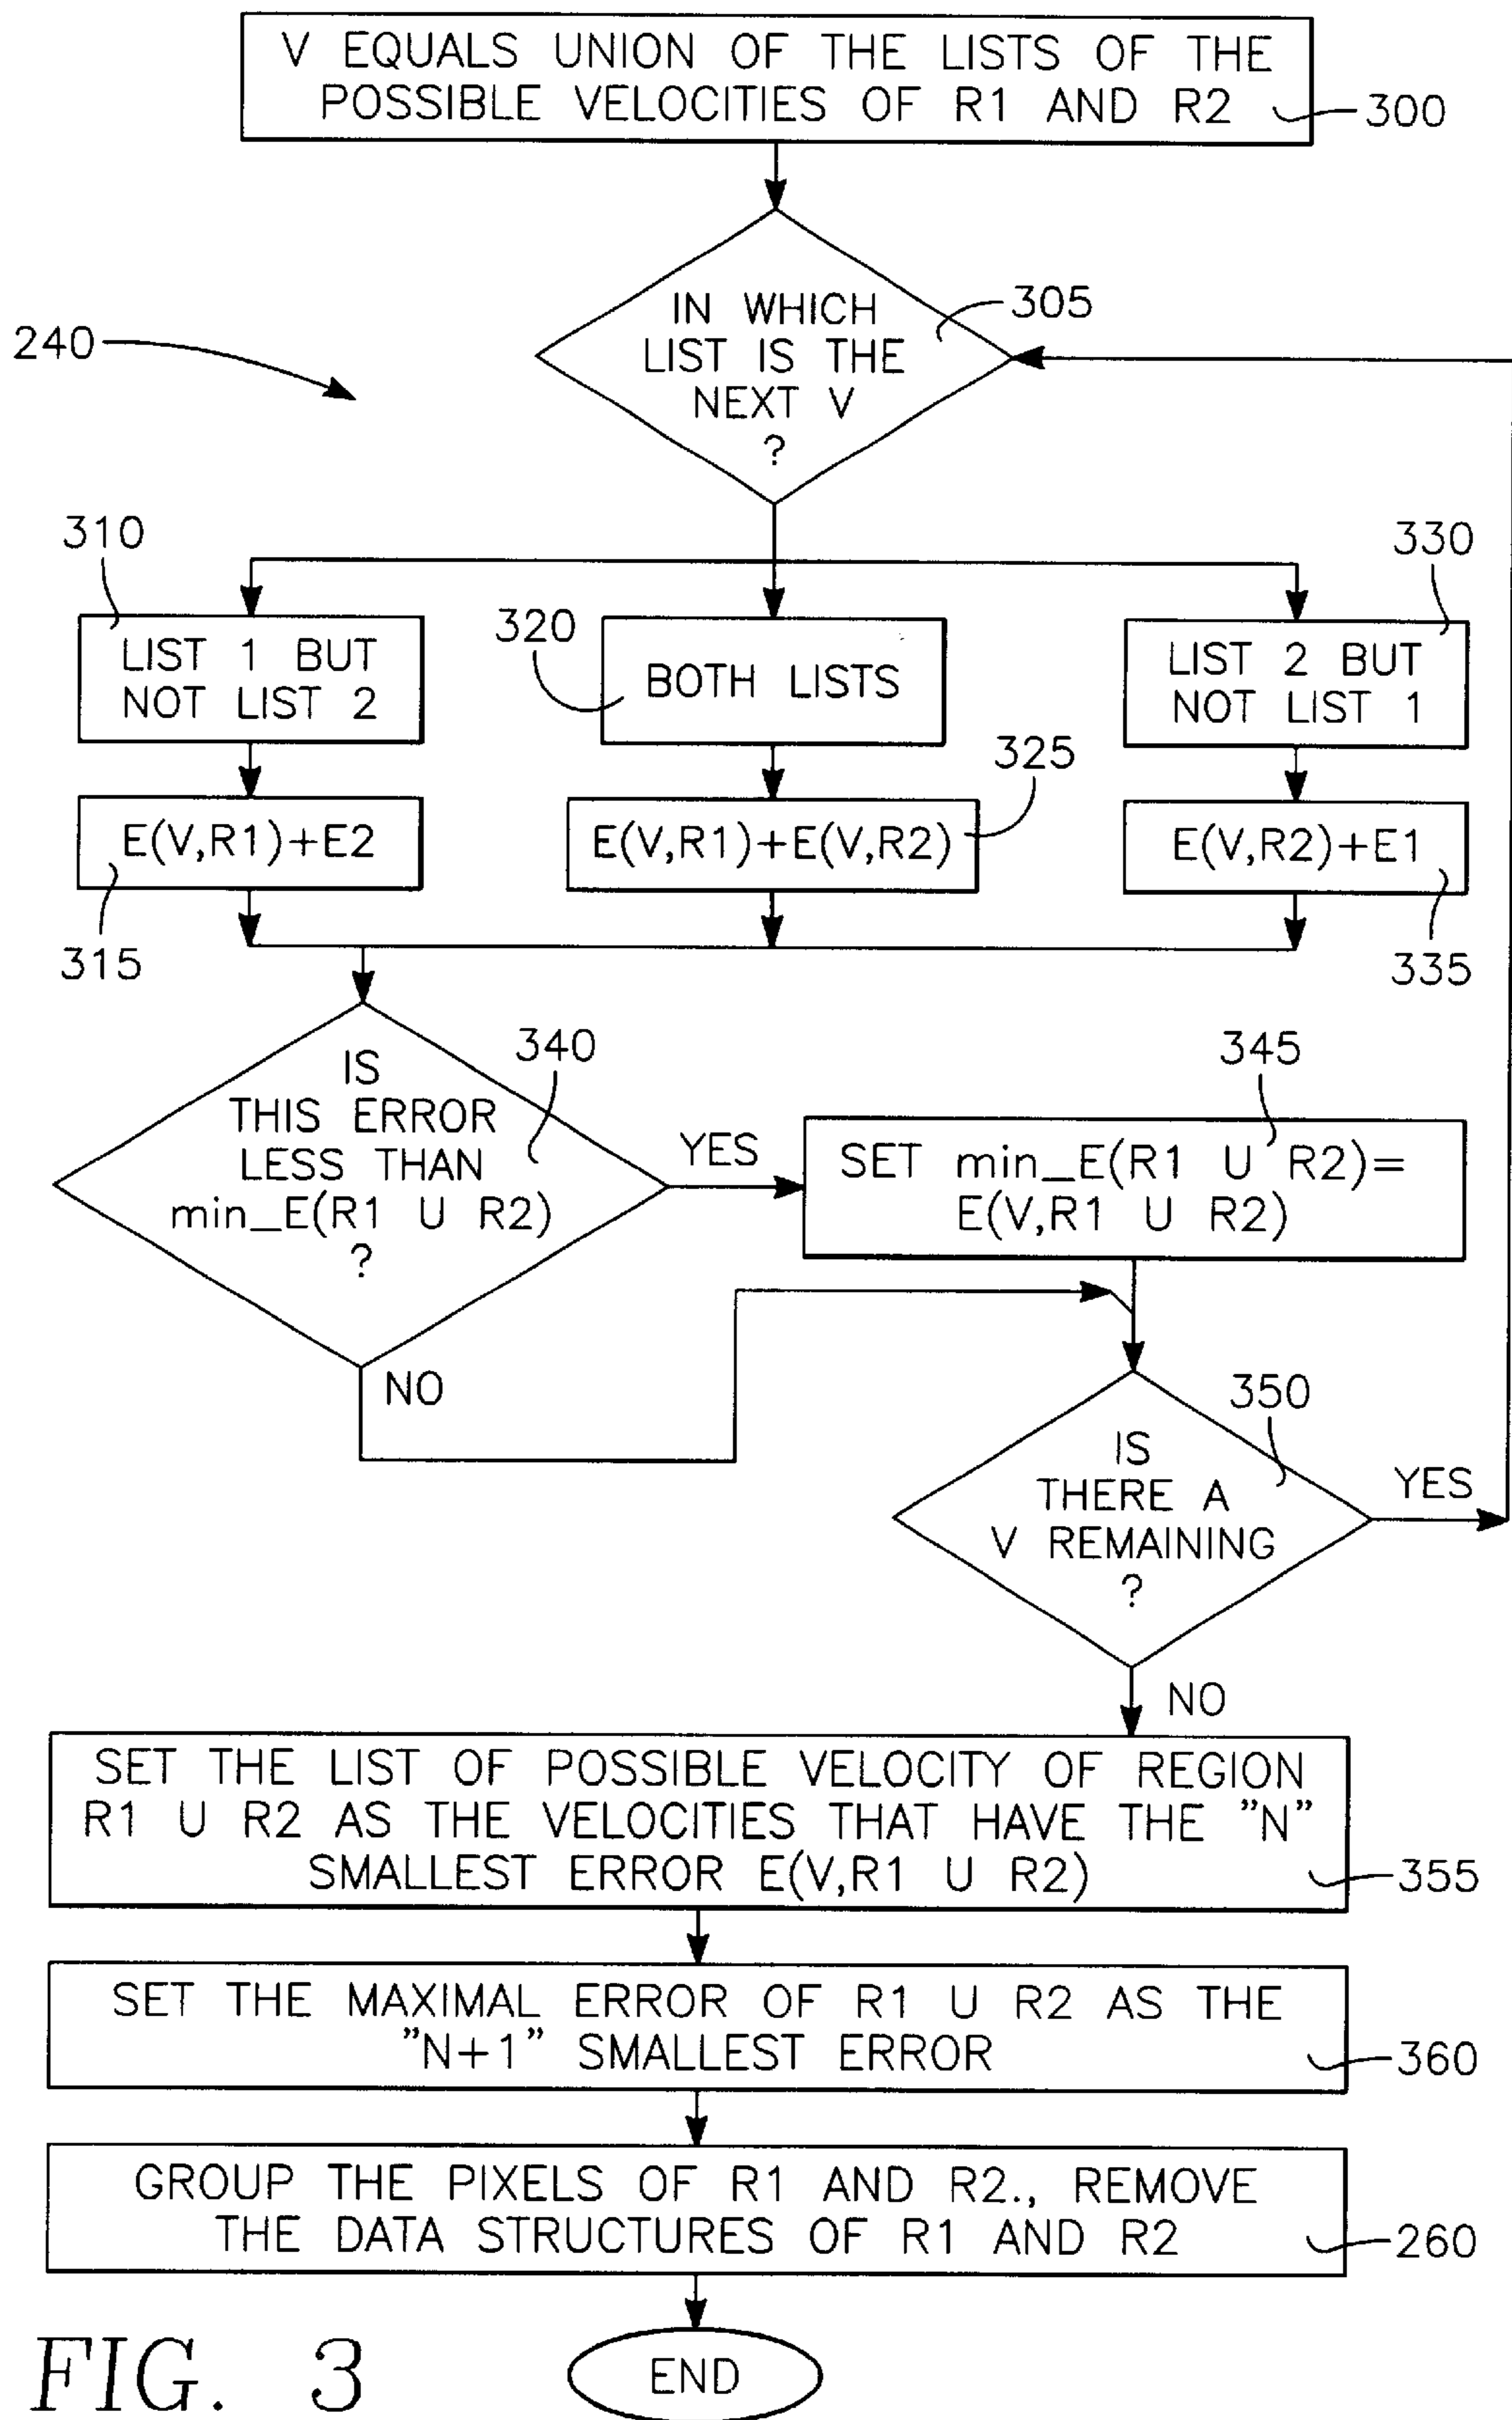 V EQUALS UNION OF THE LISTS OF THE
POSSIBLE VELOCITIES OF R1 AND R2
300
240
IN WHICH
LIST IS THE
NEXT V
?
305
310
LIST 1 BUT
NOT LIST 2
320
BOTH LISTS
330
LIST 2 BUT
NOT LIST 1
E(V,R1)+E2
315
E(V,R1)+E(V,R2)
325
E(V,R2)+E1
335
IS
THIS ERROR
LESS THAN
min_E(R1 U R2)
?
340
YES
345
SET min_E(R1 U R2)=
E(V,R1 U R2)
NO
350
IS
THERE A
V REMAINING
?
YES
NO
SET THE LIST OF POSSIBLE VELOCITY OF REGION
R1 U R2 AS THE VELOCITIES THAT HAVE THE ”N”
SMALLEST ERROR E(V,R1 U R2)
355
SET THE MAXIMAL ERROR OF R1 U R2 AS THE
”N+1” SMALLEST ERROR
360
GROUP THE PIXELS OF R1 AND R2., REMOVE
THE DATA STRUCTURES OF R1 AND R2
260
END
FIG. 3